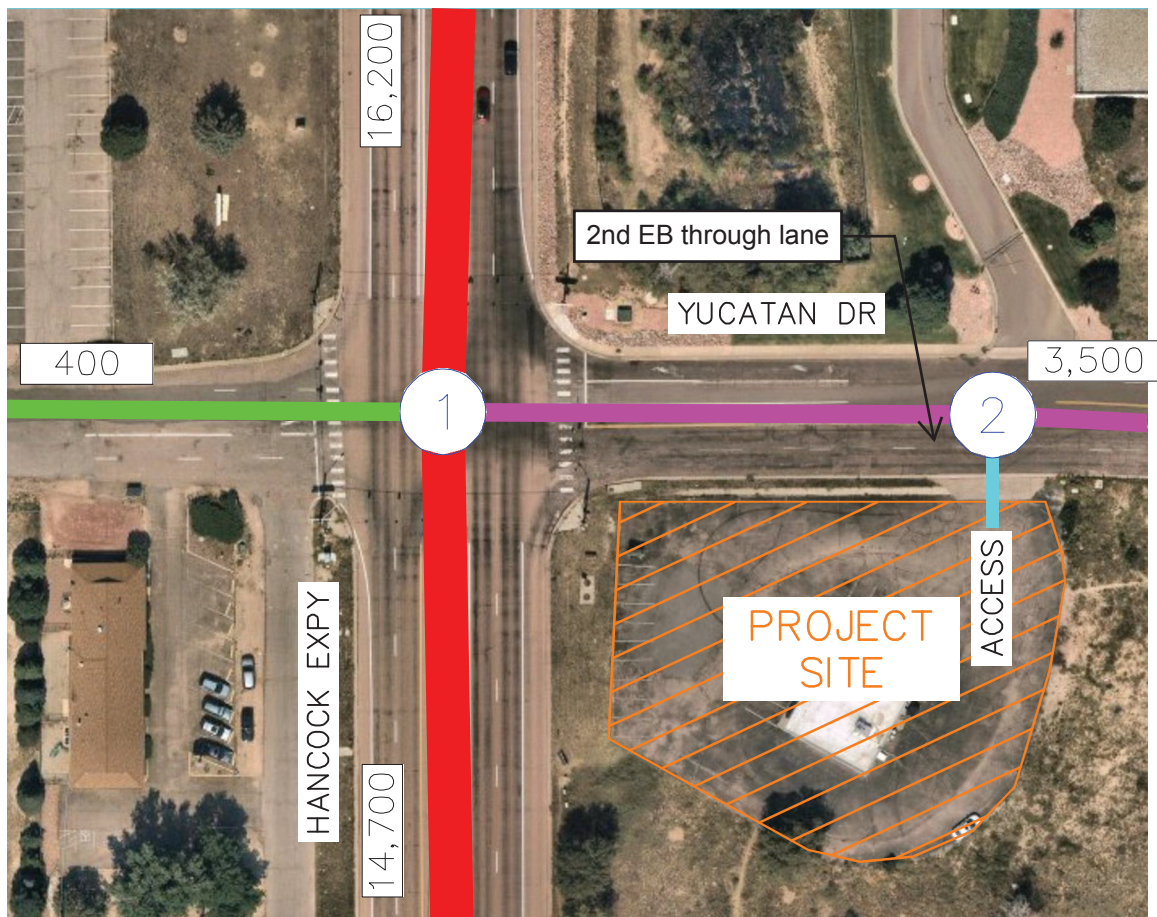 16,200
2nd EB through lane
YUCATAN DR
400
3,500
1
2
ACCESS
PROJECT
SITE
HANCOCK EXPY
14,700